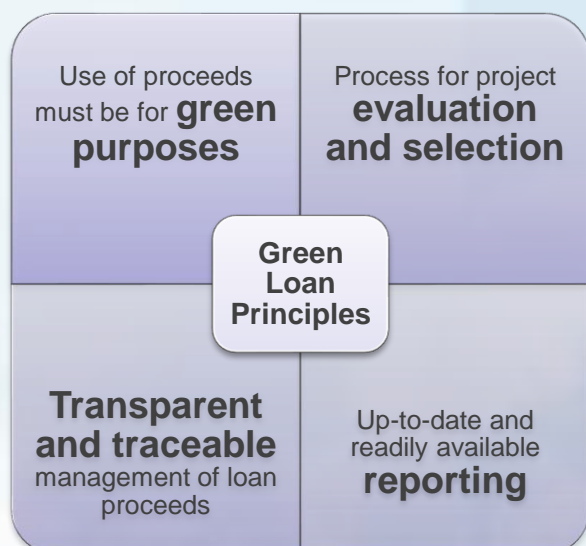 Use of proceeds
must be for green
purposes
Process for project
evaluation
and selection
Green
Loan
Principles
Transparent
and traceable
management of loan
proceeds
Up-to-date and
readily available
reporting